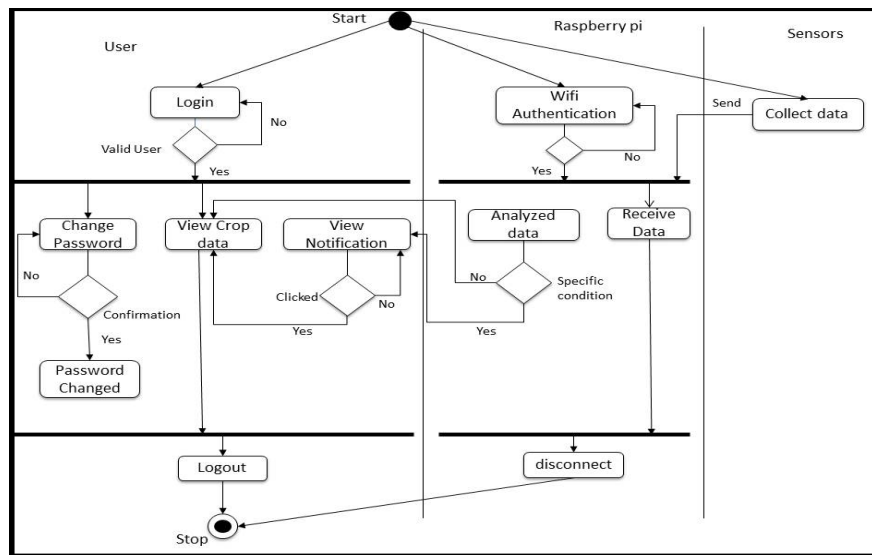 Start
User
Raspberry pi
Sensors
Login
No
Valid User
Yes
Wifi
Authentication
No
Yes
Send
Collect data
Change
Password
No
Confirmation
Yes
Password
Changed
View Crop
data
View
Notification
Clicked
No
Yes
Analyzed
data
No
Specific
condition
Yes
Receive
Data
Logout
disconnect
Stop